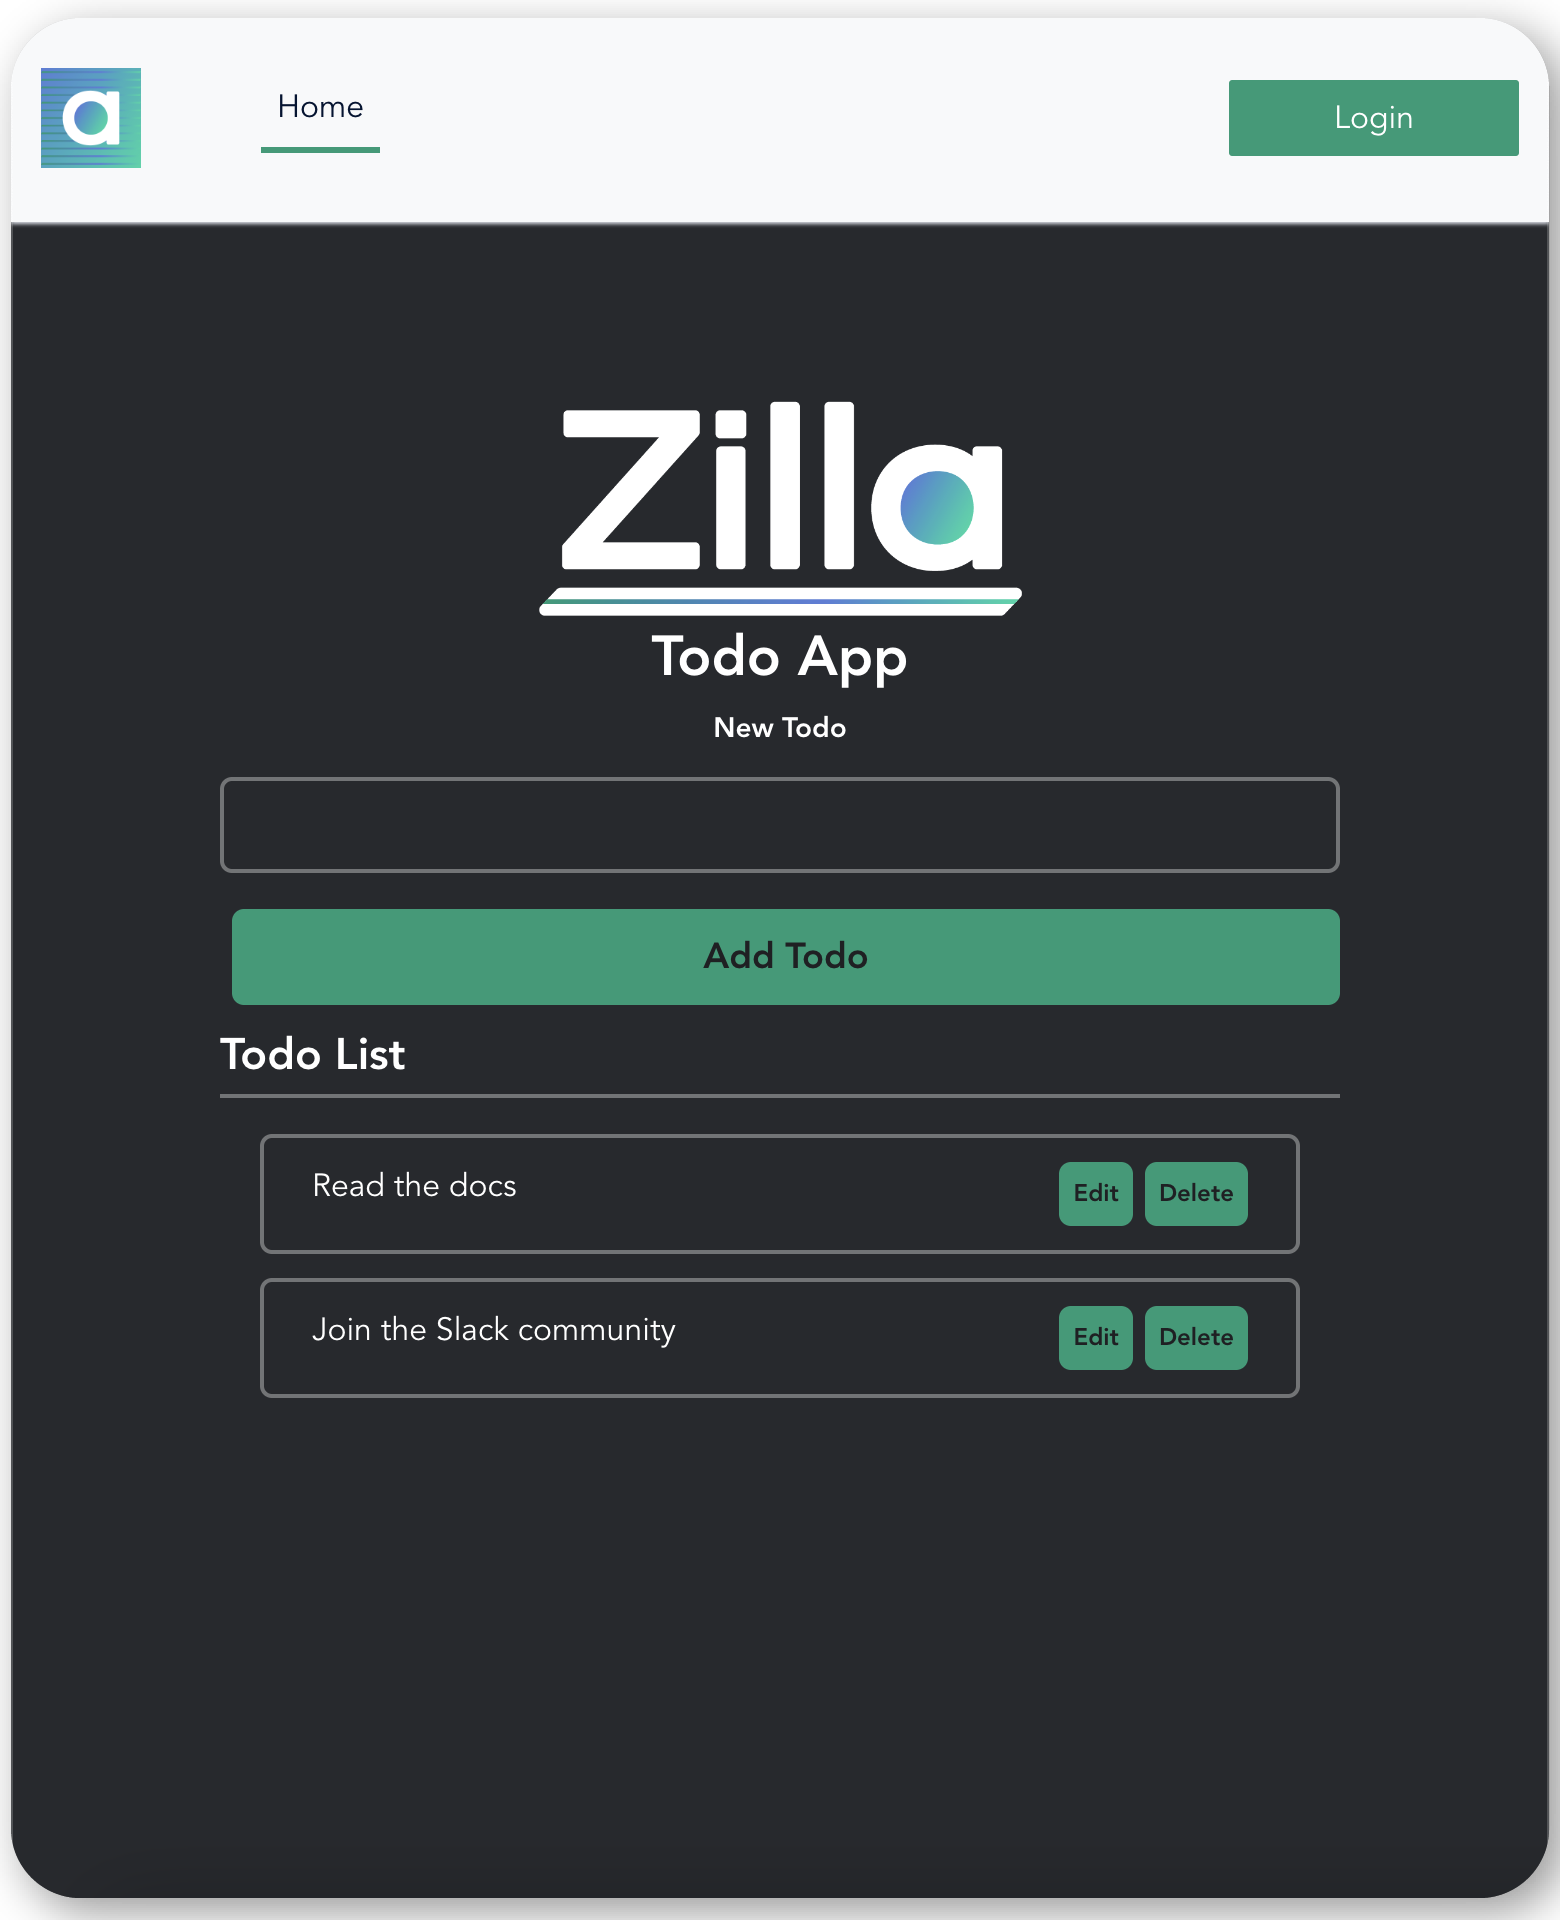 a
Home
Login
Zilla
Todo App
New Todo
Add Todo
Todo List
Read the docs
Edit
Delete
Join the Slack community
Edit
Delete